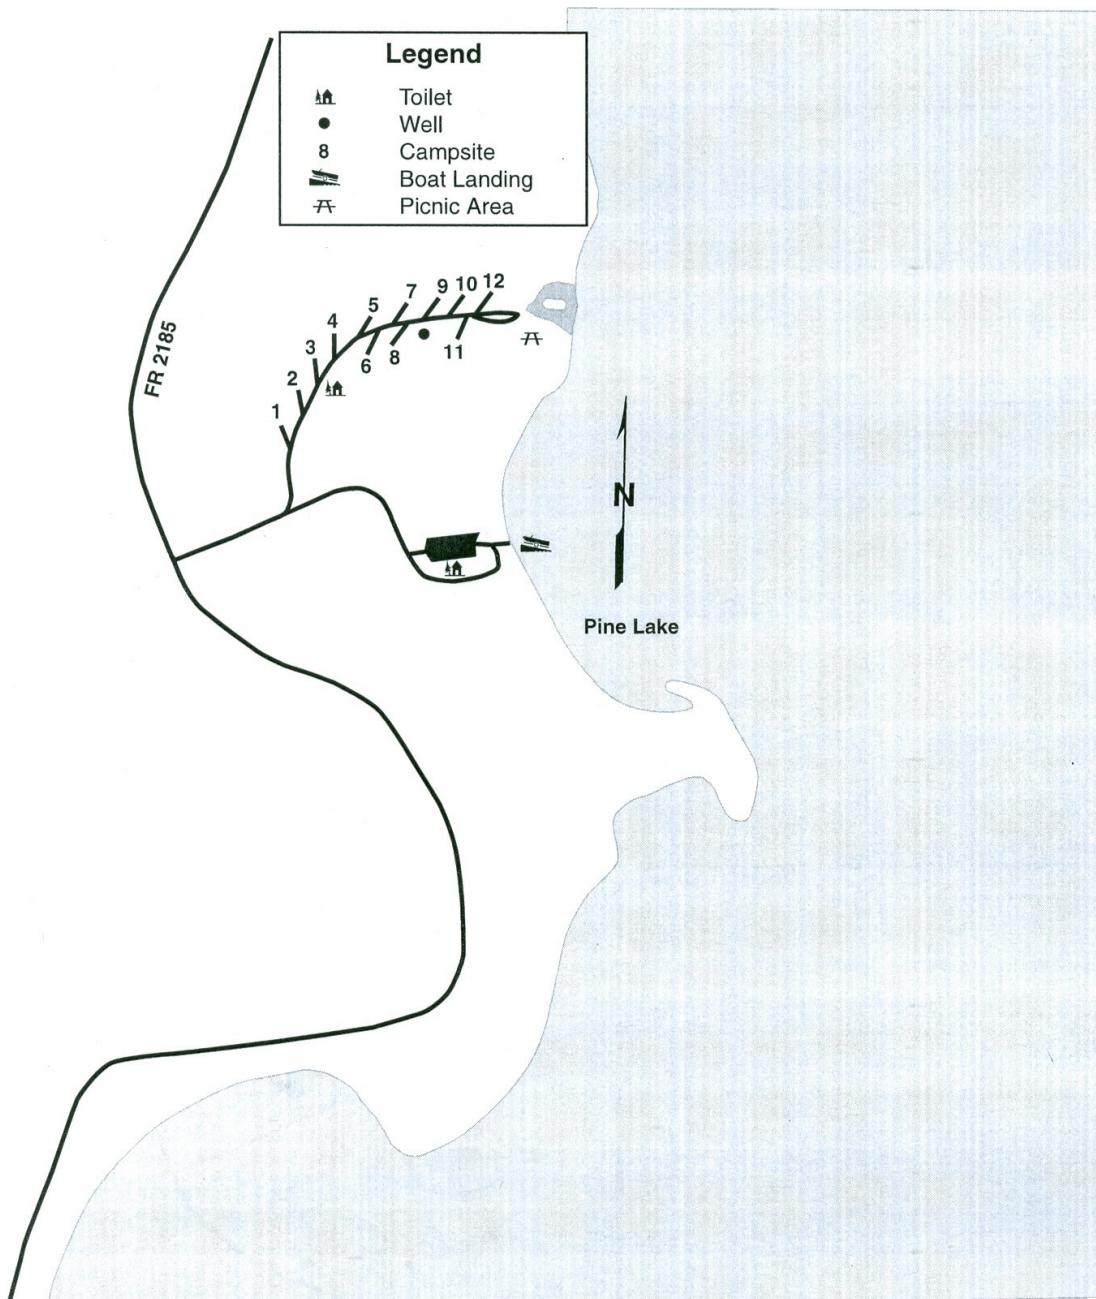 Legend
Toilet
Well
8 Campsite
Boat Landing
Picnic Area
12
10
9
7
5
4
3
2
1
6
8
11
FR 2185
N
Pine Lake